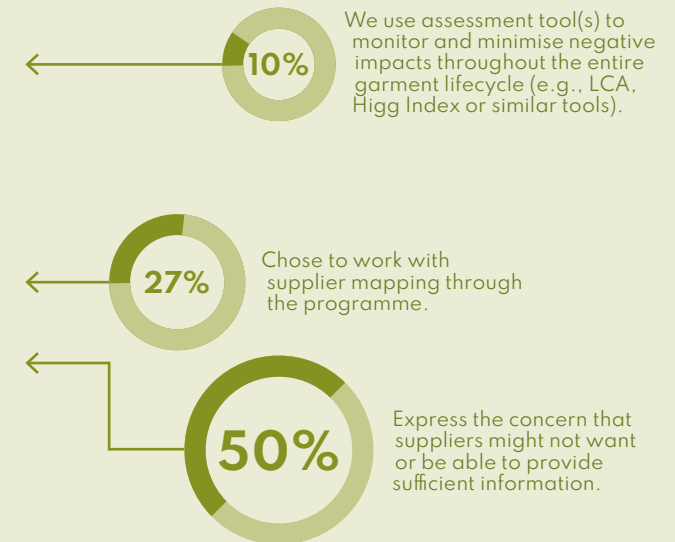 10%
We use assessment tool(s) to
monitor and minimise negative
impacts throughout the entire
garment lifecycle (e.g., LCA,
Higg Index or similar tools).
27%
Chose to work with
supplier mapping through
the programme.
50%
Express the concern that
suppliers might not want
or be able to provide
sufficient information.